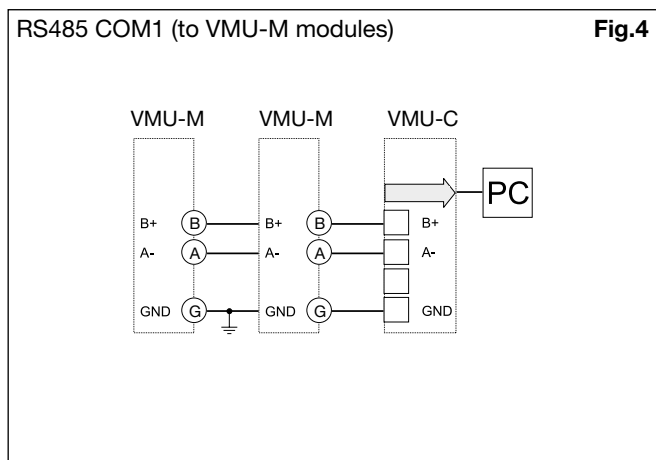 RS485 COM1 (to VMU-M modules) Fig.4
VMU-M VMU-M VMU-C
PC
B+ B B+ B B+
A- A A- A A-
GND G GND G GND